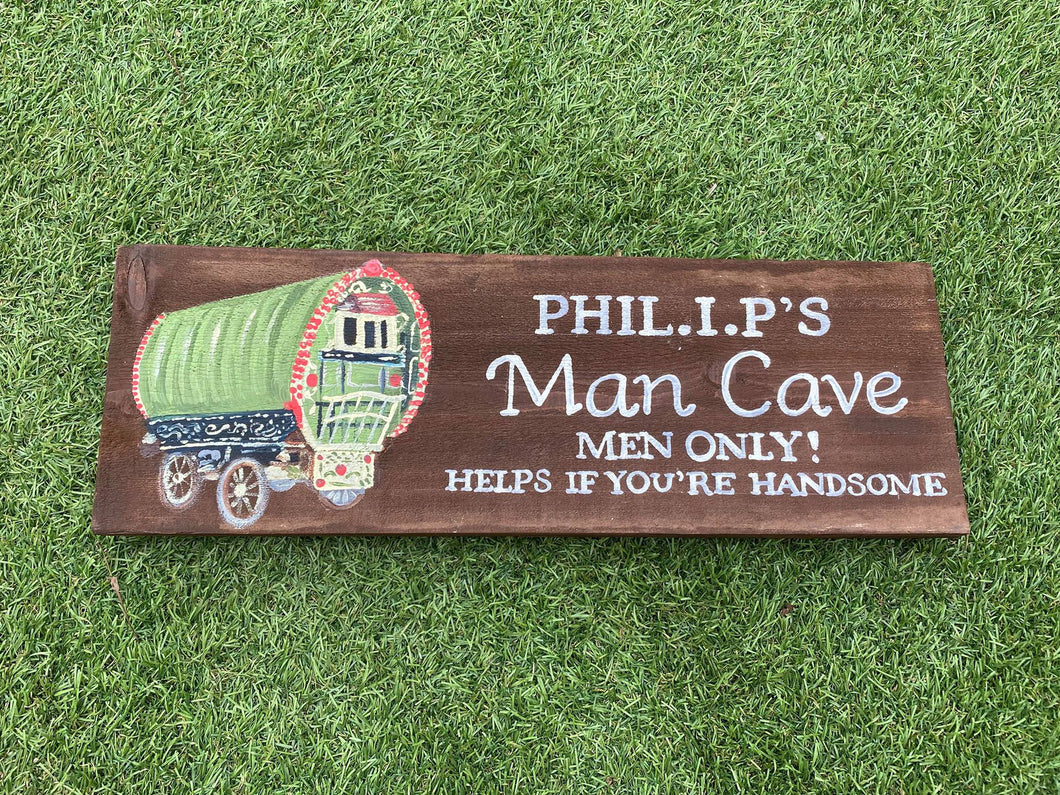 PHIL.I.P'S
Man Cave
MEN ONLY!
HELPS IF YOU'RE HANDSOME